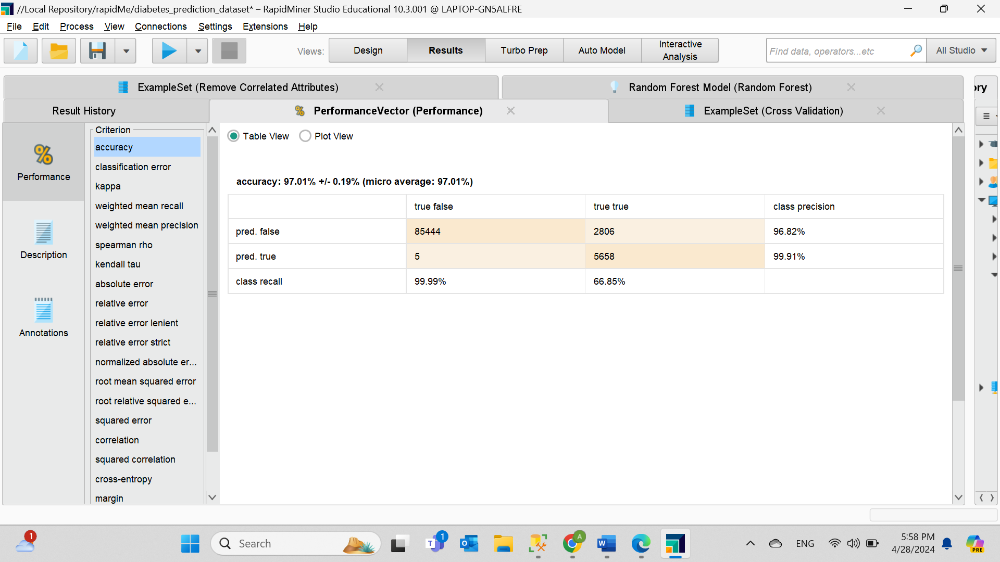 //Local Repository/rapidMe/diabetes_prediction_dataset* – RapidMiner Studio Educational 10.3.001 @ LAPTOP-GN5ALFRE
File Edit Process View Connections Settings Extensions Help
Views: Design Results Turbo Prep Auto Model Interactive Analysis Find data, operators...etc All Studio
ExampleSet (Remove Correlated Attributes) Random Forest Model (Random Forest) ory
Result History PerformanceVector (Performance) ExampleSet (Cross Validation)
Performance
Description
Annotations
Criterion
accuracy
classification error
kappa
weighted mean recall
weighted mean precision
spearman rho
kendall tau
absolute error
relative error
relative error lenient
relative error strict
normalized absolute er...
root mean squared error
root relative squared e...
squared error
correlation
squared correlation
cross-entropy
margin
Table View Plot View
accuracy: 97.01% +/- 0.19% (micro average: 97.01%)
true false true true class precision
pred. false 85444 2806 96.82%
pred. true 5 5658 99.91%
class recall 99.99% 66.85%
1 Search T 1 O A W ENG 5:58 PM
4/28/2024
PRE